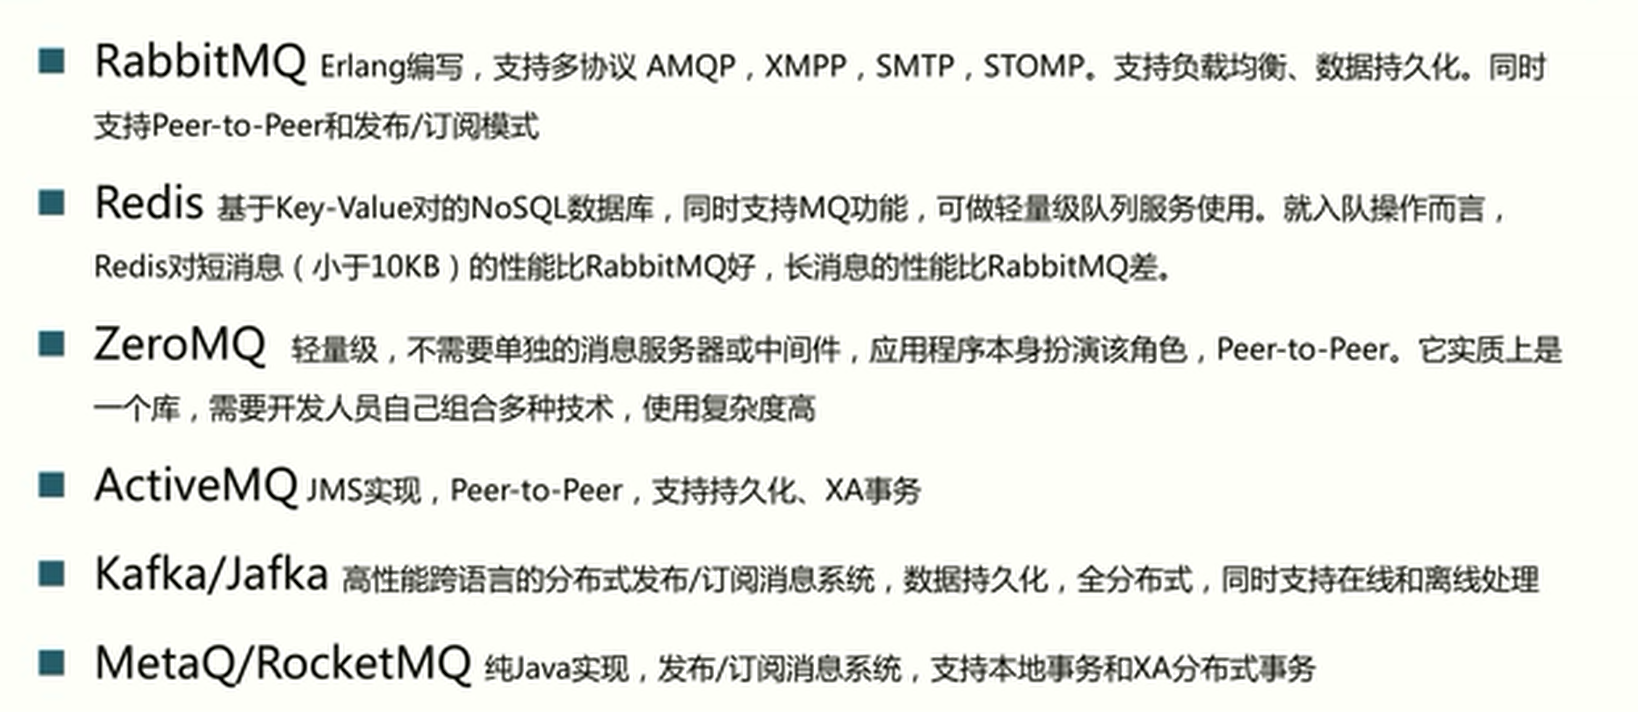 RabbitMQ Erlang编写，支持多协议 AMQP，XMPP，SMTP，STOMP。支持负载均衡、数据持久化。同时
支持Peer-to-Peer和发布/订阅模式
Redis 基于Key-Value对的NoSQL数据库，同时支持MQ功能，可做轻量级队列服务使用。就入队操作而言，
Redis对短消息（小于10KB）的性能比RabbitMQ好，长消息的性能比RabbitMQ差。
ZeroMQ 轻量级，不需要单独的消息服务器或中间件，应用程序本身扮演该角色，Peer-to-Peer。它实质上是
一个库，需要开发人员自己组合多种技术，使用复杂度高
ActiveMQ JMS实现，Peer-to-Peer，支持持久化、XA事务
Kafka/Jafka 高性能跨语言的分布式发布/订阅消息系统，数据持久化，全分布式，同时支持在线和离线处理
MetaQ/RocketMQ 纯Java实现，发布/订阅消息系统，支持本地事务和XA分布式事务